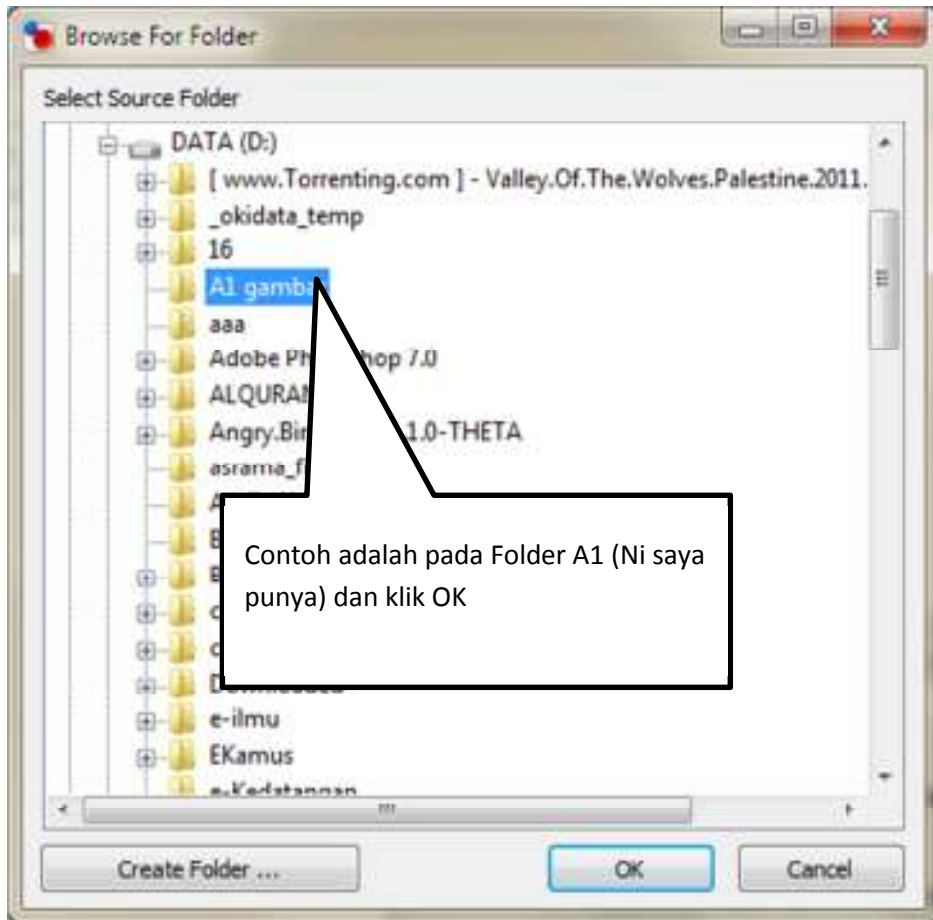 Browse For Folder
Select Source Folder
DATA (D:)
[ www.Torrenting.com ] - Valley.Of.The.Wolves.Palestine.2011.
_okidata_temp
16
A1 gamba
aaa
Adobe Ph hop 7.0
ALQURAN
Angry.Bir 1.0-THETA
asrama_f
Contoh adalah pada Folder A1 (Ni saya
punya) dan klik OK
e-ilmu
EKamus
e-Kedatangan
Create Folder ...
OK
Cancel